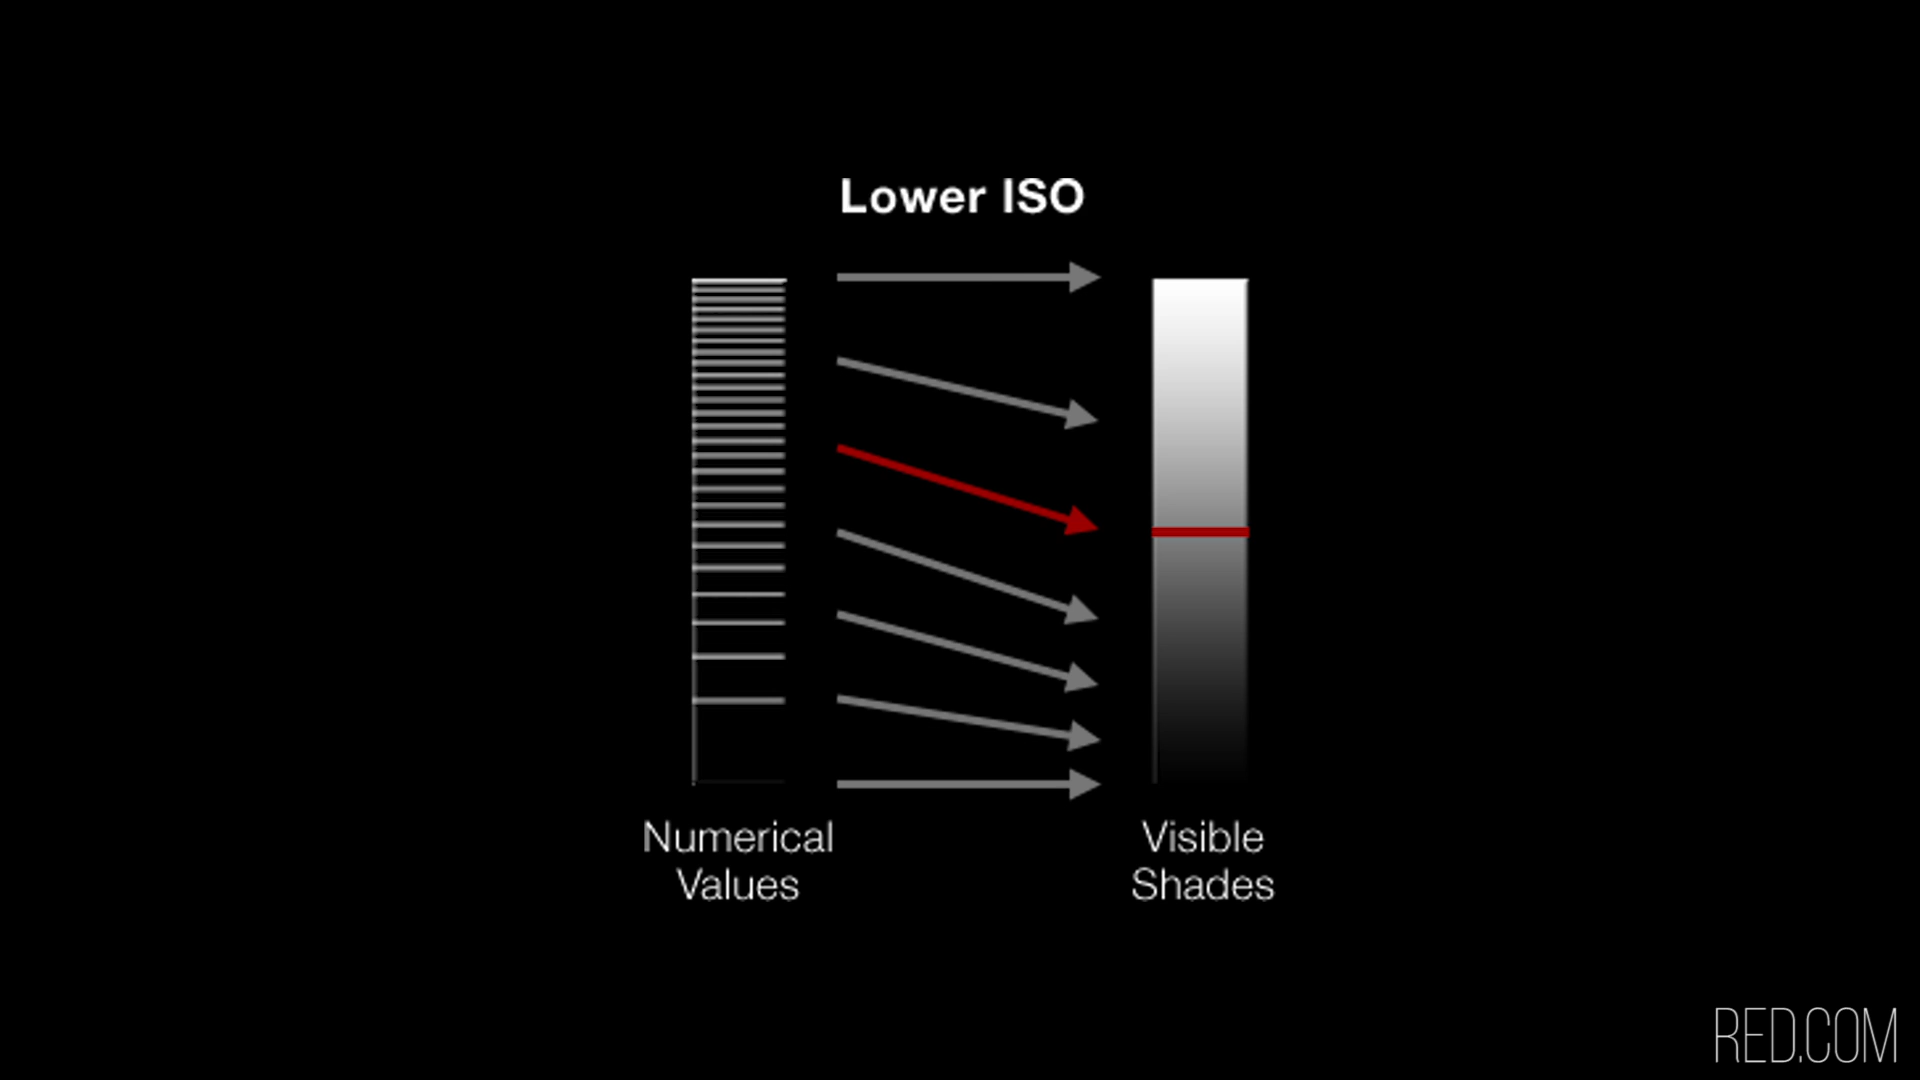 Lower ISO
Numerical
Values
Visible
Shades
RED.COM